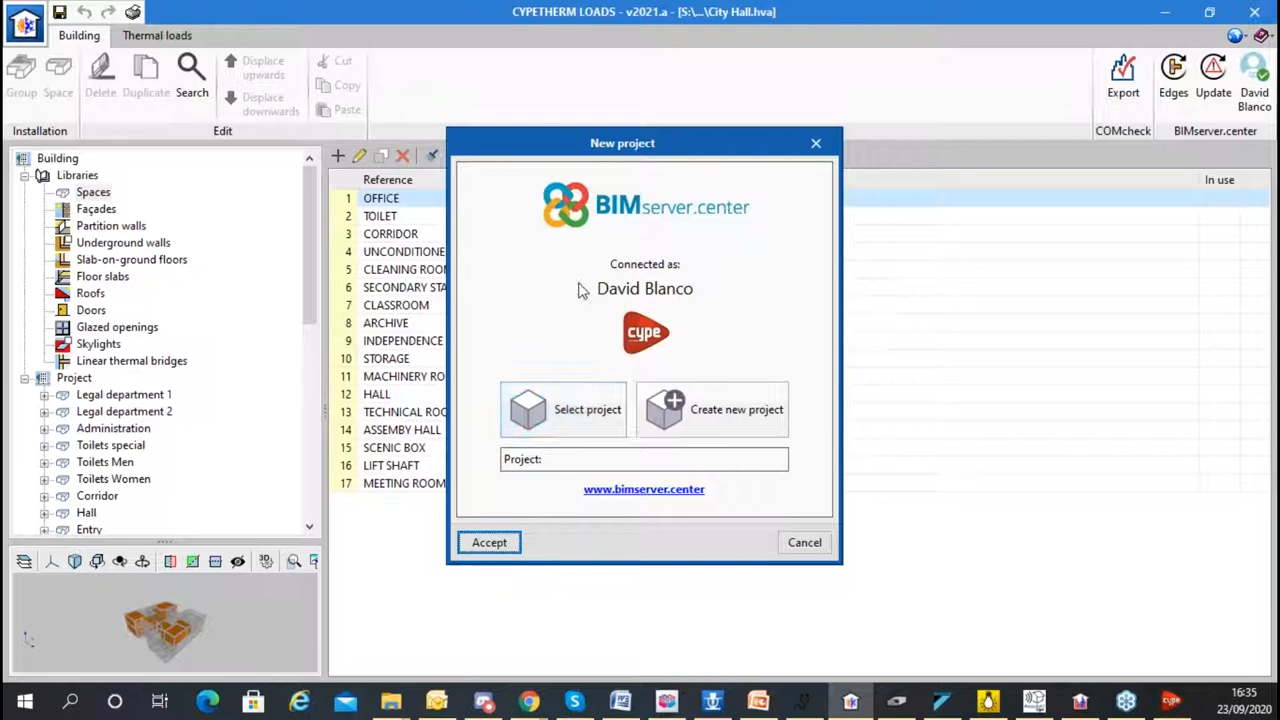 CYPETHERM LOADS - v2021.a - [S:\...\City Hall.hva]
Building
Thermal loads
Group
Space
Delete
Duplicate
Search
Displace upwards
Displace downwards
Cut
Copy
Paste
Export
Edges
Update
David Blanco
Installation
Edit
COMcheck
BIMserver.center
Building
Libraries
Spaces
Façades
Partition walls
Underground walls
Slab-on-ground floors
Floor slabs
Roofs
Doors
Glazed openings
Skylights
Linear thermal bridges
Project
Legal department 1
Legal department 2
Administration
Toilets special
Toilets Men
Toilets Women
Corridor
Hall
Entry
Reference
In use
1 OFFICE
2 TOILET
3 CORRIDOR
4 UNCONDITIONE
5 CLEANING ROOM
6 SECONDARY STA
7 CLASSROOM
8 ARCHIVE
9 INDEPENDENCE
10 STORAGE
11 MACHINERY RO
12 HALL
13 TECHNICAL ROO
14 ASSEMBY HALL
15 SCENIC BOX
16 LIFT SHAFT
17 MEETING ROOM
New project
BIMserver.center
Connected as:
David Blanco
cype
Select project
Create new project
Project:
www.bimserver.center
Accept
Cancel
3D
16:35
23/09/2020